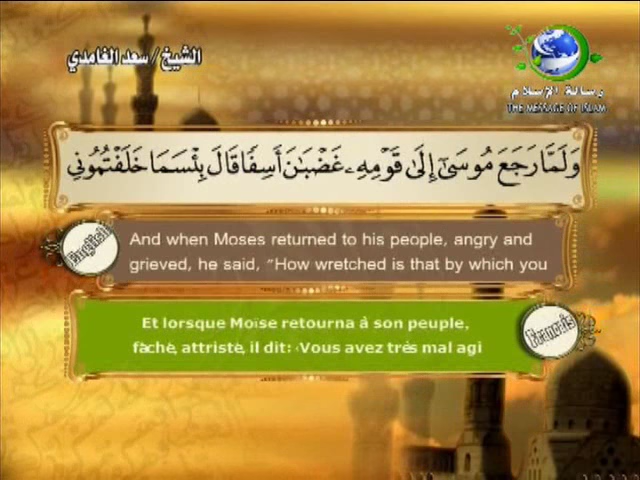 الشيخ / سعد الغامدي
رسالة الإسلام
THE MESSAGE OF ISLAM
وَلَمَّا رَجَعَ مُوسَىٰٓ إِلَىٰ قَوْمِهِۦ غَضْبَـٰنَ أَسِفًا قَالَ بِئْسَمَا خَلَفْتُمُونِي
English
And when Moses returned to his people, angry and
grieved, he said, "How wretched is that by which you
Et lorsque Moïse retourna à son peuple,
fâché, attristé, il dit: «Vous avez très mal agi
Francais